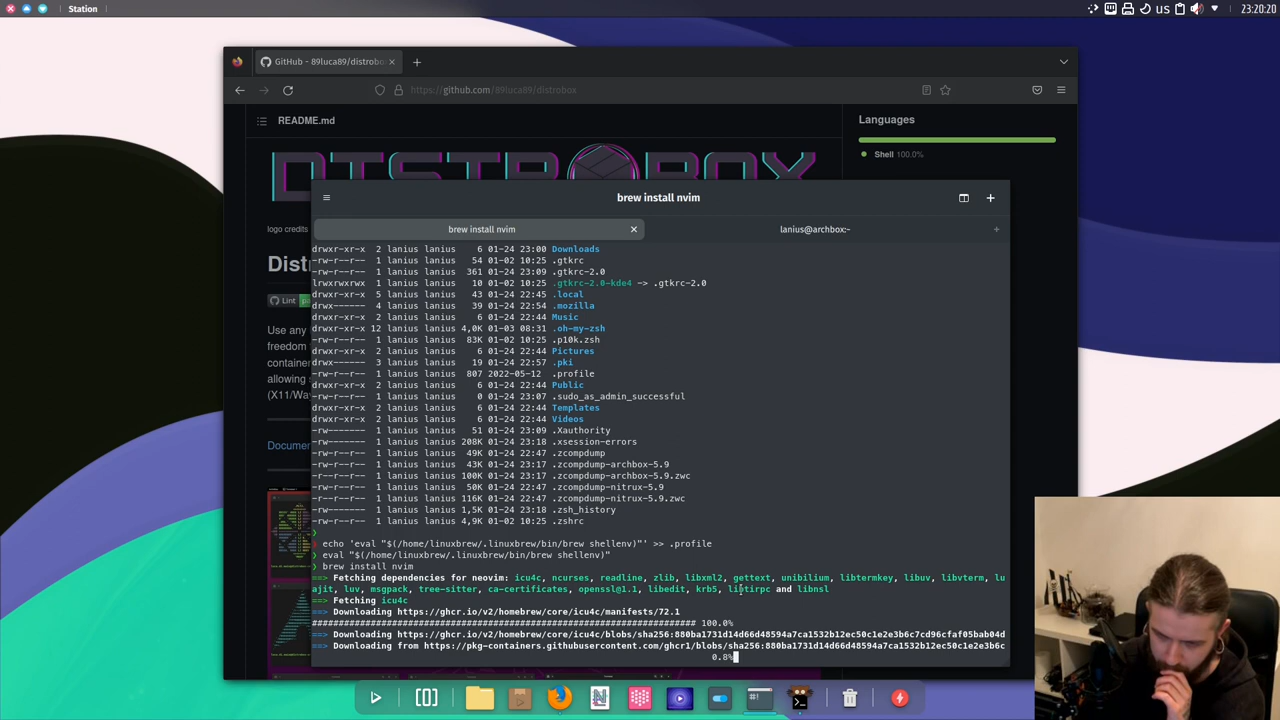 Station
us
23:20:20
GitHub - 89luca89/distrobo
https://github.com/89luca89/distrobox
README.md
Languages
Shell 100.0%
DISTROBOX
brew install nvim
brew install nvim
lanius@archbox:~
logo credits
Distr
Lint
Use any
freedom
contain
allowing
(X11/Wa
Documen
drwxr-xr-x 2 lanius lanius 6 01-24 23:00 Downloads
-rw-r--r-- 1 lanius lanius 54 01-02 10:25 .gtkrc
-rw-r--r-- 1 lanius lanius 361 01-24 23:09 .gtkrc-2.0
lrwxrwxrwx 1 lanius lanius 10 01-02 10:25 .gtkrc-2.0-kde4 -> .gtkrc-2.0
drwxr-xr-x 5 lanius lanius 43 01-24 22:45 .local
drwx------ 4 lanius lanius 39 01-24 22:54 .mozilla
drwxr-xr-x 2 lanius lanius 6 01-24 22:44 Music
drwxr-xr-x 12 lanius lanius 4,0K 01-03 08:31 .oh-my-zsh
-rw-r--r-- 1 lanius lanius 83K 01-02 10:25 .p10k.zsh
drwxr-xr-x 2 lanius lanius 6 01-24 22:44 Pictures
drwx------ 3 lanius lanius 19 01-24 22:57 .pki
-rw-r--r-- 1 lanius lanius 807 2022-05-12 .profile
drwxr-xr-x 2 lanius lanius 6 01-24 22:44 Public
-rw-r--r-- 1 lanius lanius 0 01-24 23:07 .sudo_as_admin_successful
drwxr-xr-x 2 lanius lanius 6 01-24 22:44 Templates
drwxr-xr-x 2 lanius lanius 6 01-24 22:44 Videos
-rw------- 1 lanius lanius 51 01-24 23:09 .Xauthority
-rw------- 1 lanius lanius 208K 01-24 23:18 .xsession-errors
-rw-r--r-- 1 lanius lanius 49K 01-24 22:47 .zcompdump
-rw-r--r-- 1 lanius lanius 43K 01-24 23:17 .zcompdump-archbox-5.9
-r--r--r-- 1 lanius lanius 100K 01-24 23:17 .zcompdump-archbox-5.9.zwc
-rw-r--r-- 1 lanius lanius 50K 01-24 22:47 .zcompdump-nitrux-5.9
-r--r--r-- 1 lanius lanius 116K 01-24 22:47 .zcompdump-nitrux-5.9.zwc
-rw------- 1 lanius lanius 1,5K 01-24 23:18 .zsh_history
-rw-r--r-- 1 lanius lanius 4,9K 01-02 10:25 .zshrc
❯
echo 'eval "$(/home/linuxbrew/.linuxbrew/bin/brew shellenv)"' >> .profile
❯ eval "$(/home/linuxbrew/.linuxbrew/bin/brew shellenv)"
❯ brew install nvim
==> Fetching dependencies for neovim: icu4c, ncurses, readline, zlib, libxml2, gettext, unibilium, libtermkey, libuv, libvterm, lu
ajit, luv, msgpack, tree-sitter, ca-certificates, openssl@1.1, libedit, krb5, libtirpc and libnsl
==> Fetching icu4c
==> Downloading https://ghcr.io/v2/homebrew/core/icu4c/manifests/72.1
######################################################################## 100.0%
==> Downloading https://ghcr.io/v2/homebrew/core/icu4c/blobs/sha256:880ba1731d14d66d48594a7ca1532b12ec50c1e2e3b6c7cd96cfaf05ba5c44d
==> Downloading from https://pkg-containers.githubusercontent.com/ghcr1/blobs/sha256:880ba1731d14d66d48594a7ca1532b12ec50c1e2e3b6c
0.8%